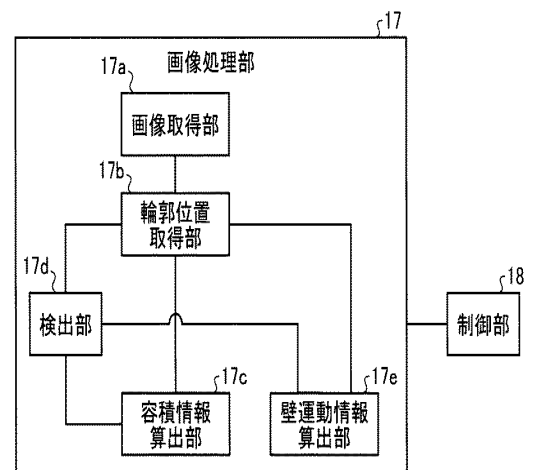 17
画像処理部
17a
画像取得部
17b
輪郭位置
取得部
17d
検出部
18
制御部
17c
容積情報
算出部
17e
壁運動情報
算出部